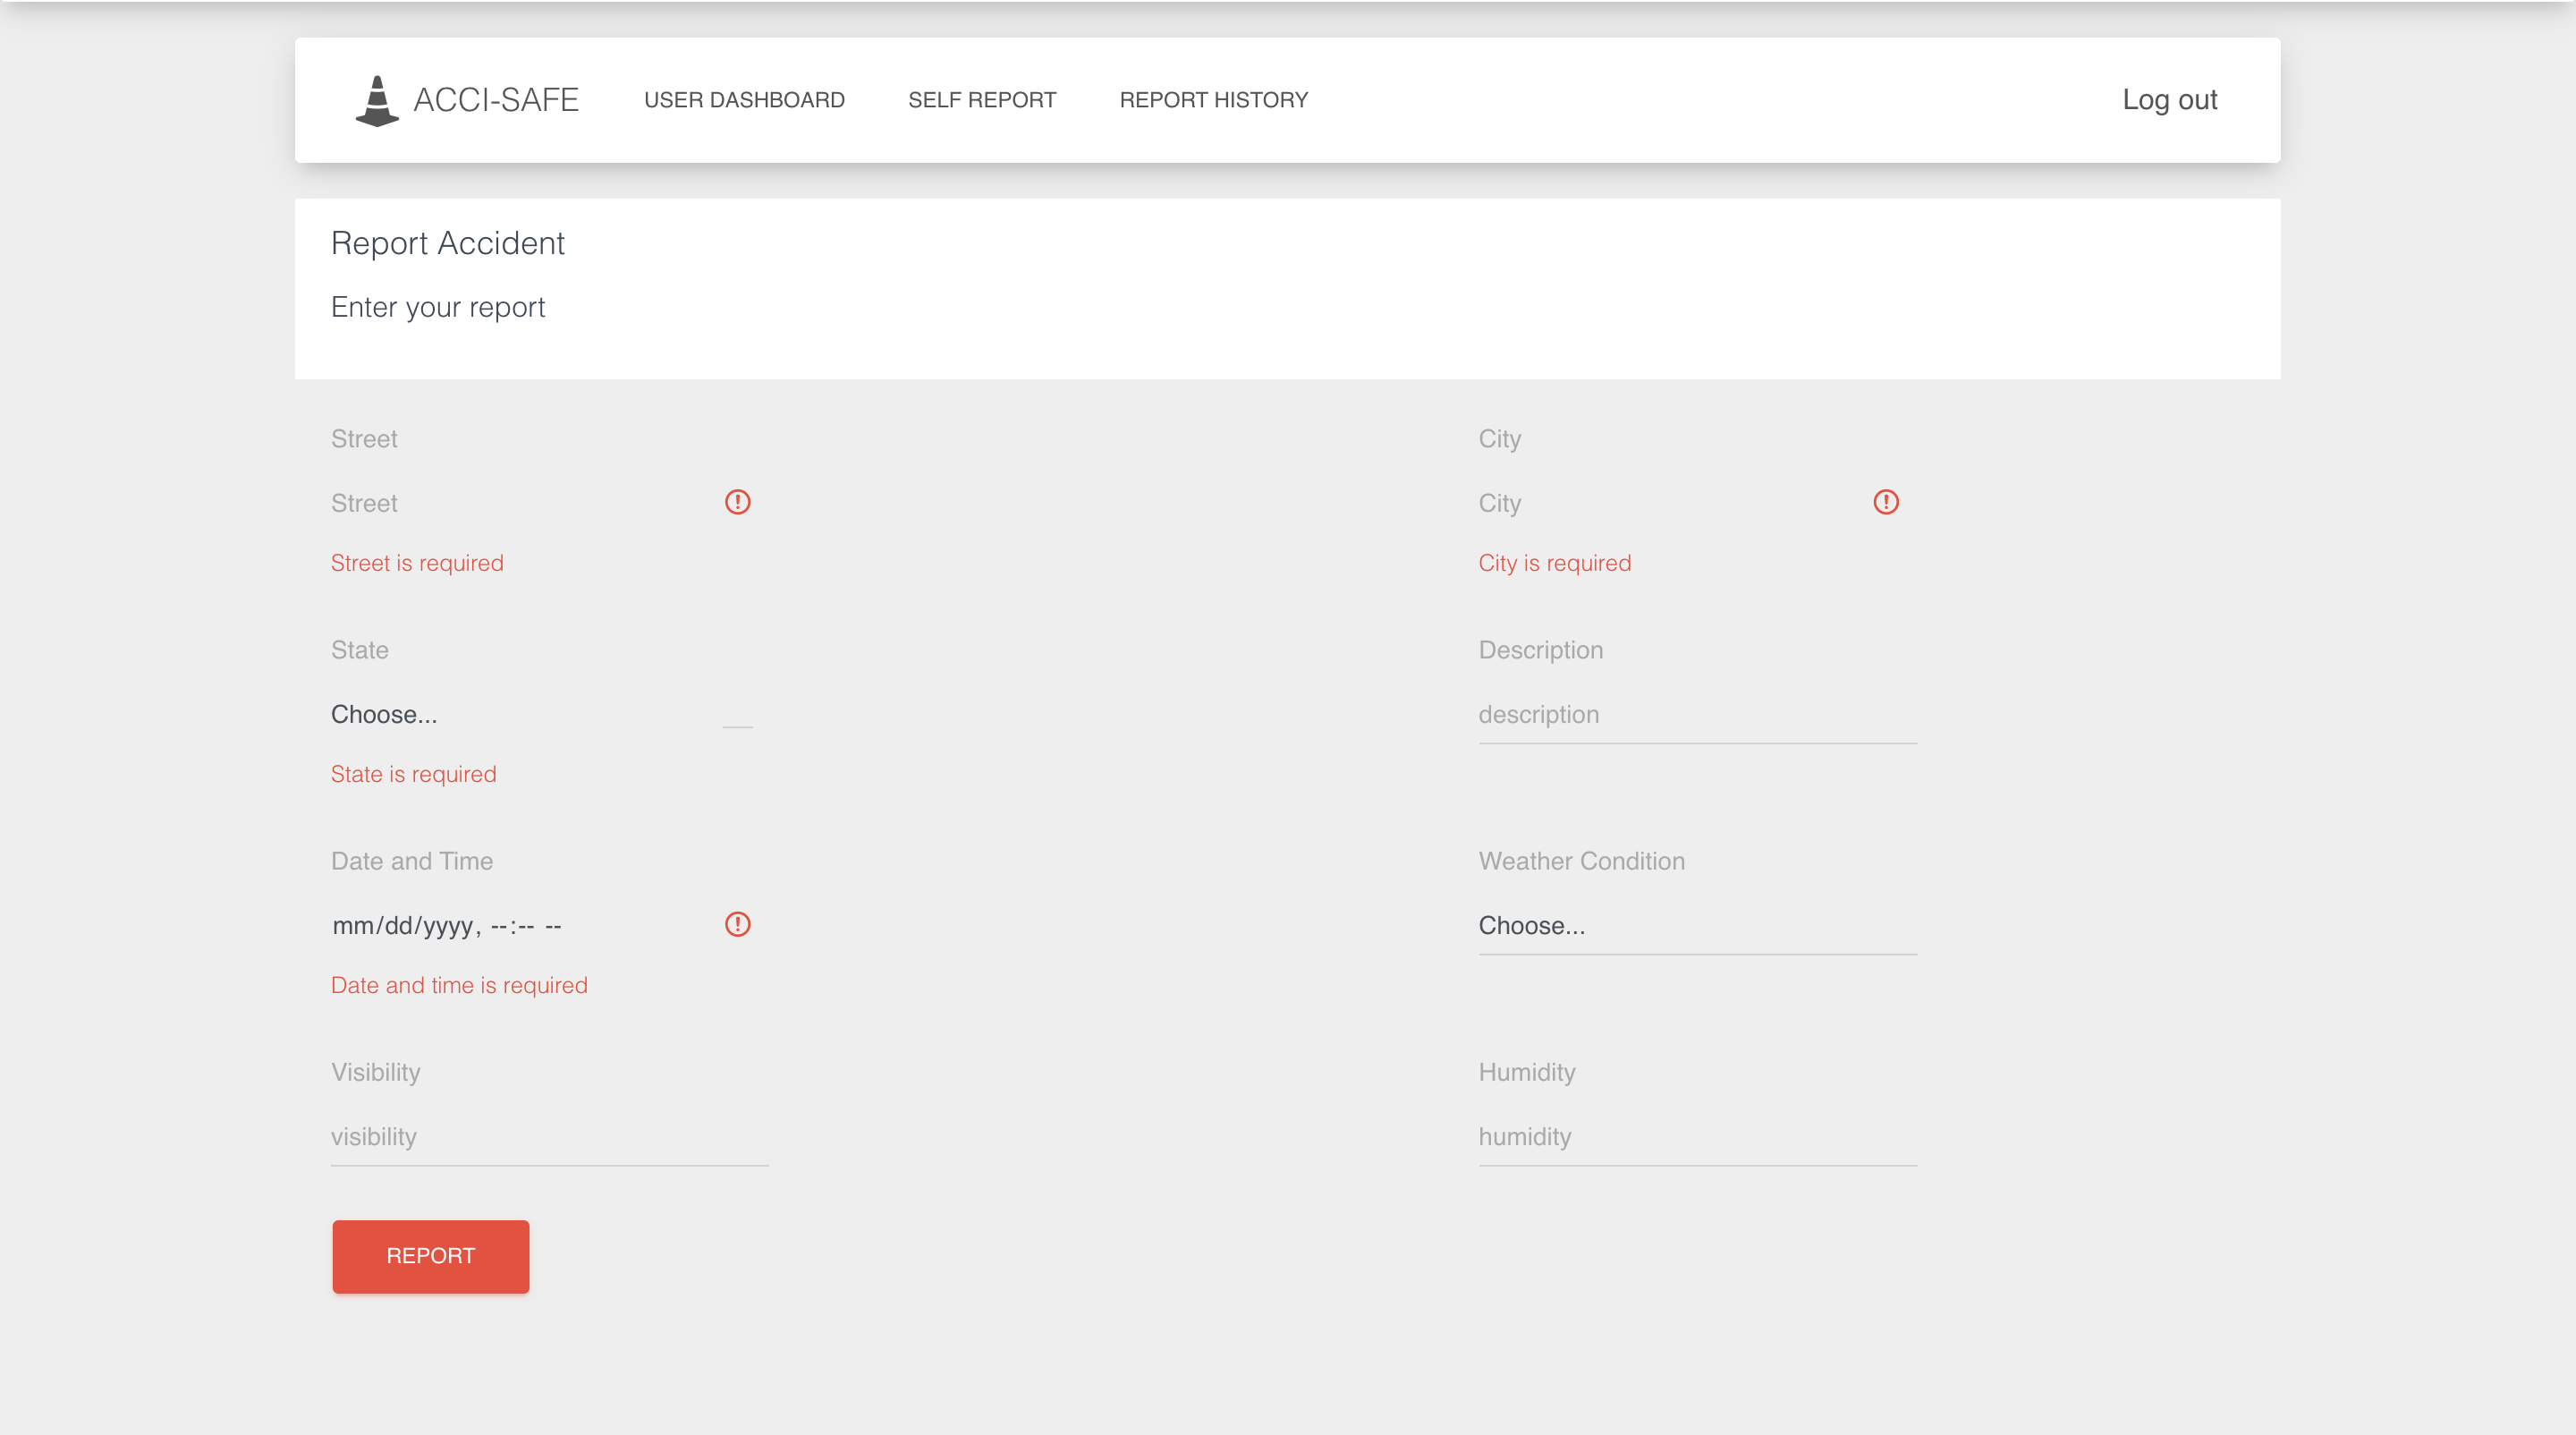 ACCI-SAFE USER DASHBOARD SELF REPORT REPORT HISTORY Log out
Report Accident
Enter your report
Street City
Street City
Street is required City is required
State Description
Choose... description
State is required
Date and Time Weather Condition
mm/dd/yyyy, --:-- -- Choose...
Date and time is required
Visibility Humidity
visibility humidity
REPORT